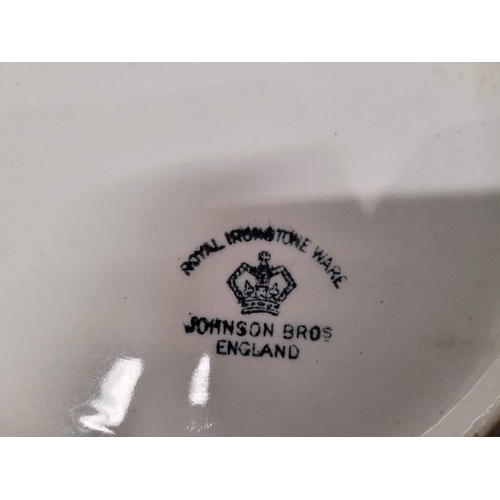 ROYAL IRONSTONE WARE
JOHNSON BROS
ENGLAND